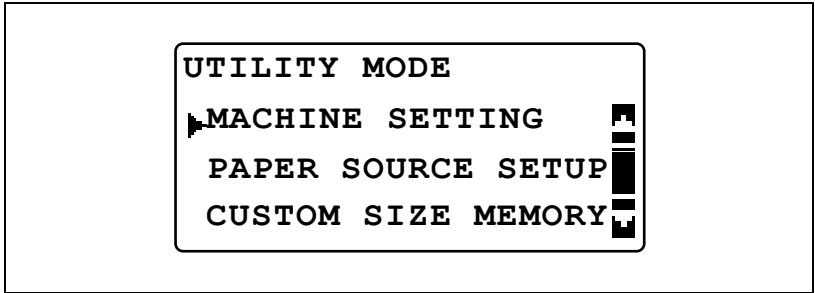 UTILITY MODE
MACHINE SETTING
PAPER SOURCE SETUP
CUSTOM SIZE MEMORY